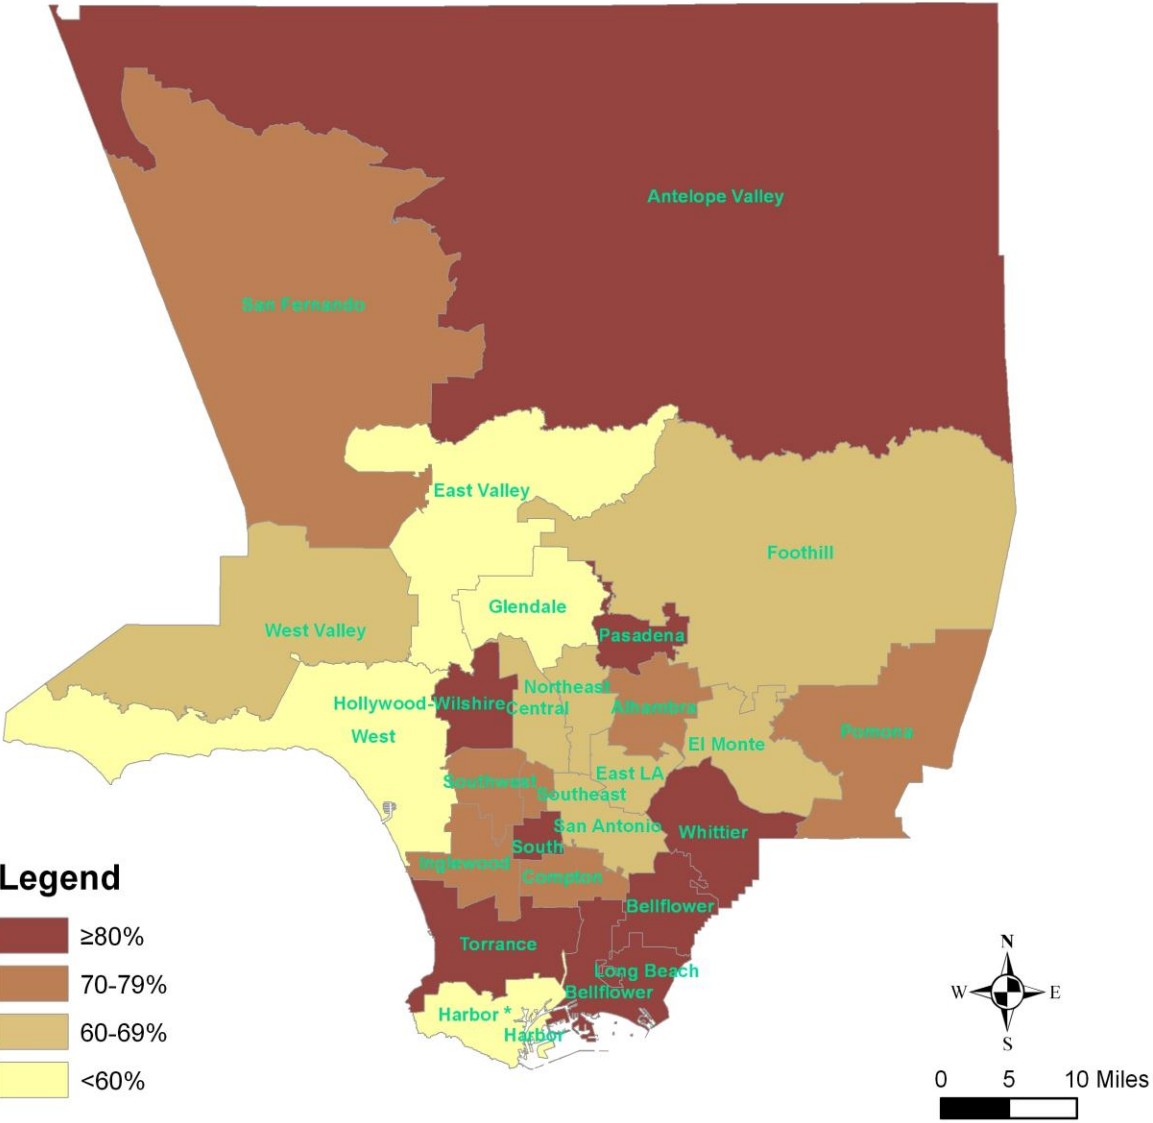 Antelope Valley
San Fernando
East Valley
Foothill
Glendale
West Valley
Pasadena
Northeast
Hollywood-Wilshire
Central
Alhambra
West
Pomona
El Monte
East LA
Southwest
Southeast
San Antonio
Whittier
South
Inglewood
Compton
Bellflower
Torrance
Long Beach
Bellflower
Harbor *
Harbor
Legend
≥80%
70-79%
60-69%
<60%
N
W E
S
0 5 10 Miles